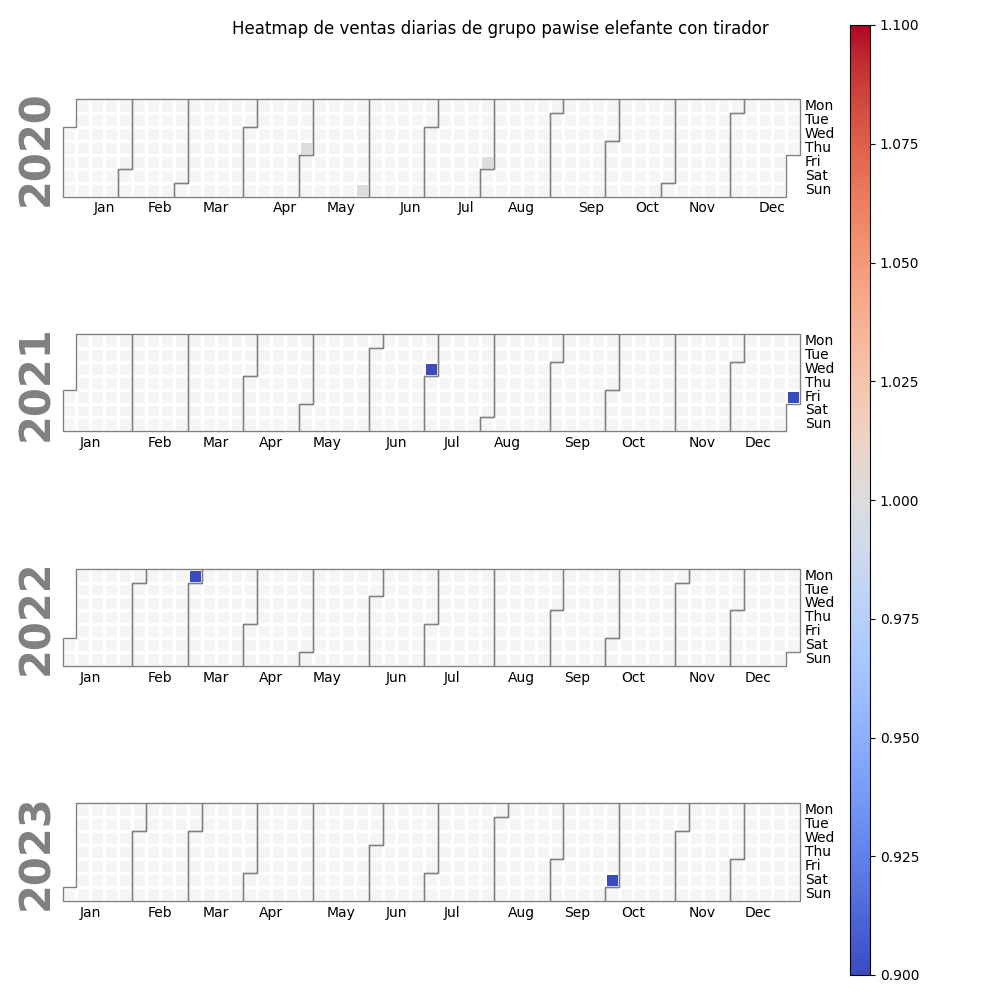 Heatmap de ventas diarias de grupo pawise elefante con tirador
2020
Mon
Tue
Wed
Thu
Fri
Sat
Sun
Jan Feb Mar Apr May Jun Jul Aug Sep Oct Nov Dec
2021
Mon
Tue
Wed
Thu
Fri
Sat
Sun
Jan Feb Mar Apr May Jun Jul Aug Sep Oct Nov Dec
2022
Mon
Tue
Wed
Thu
Fri
Sat
Sun
Jan Feb Mar Apr May Jun Jul Aug Sep Oct Nov Dec
2023
Mon
Tue
Wed
Thu
Fri
Sat
Sun
Jan Feb Mar Apr May Jun Jul Aug Sep Oct Nov Dec
1.100
1.075
1.050
1.025
1.000
0.975
0.950
0.925
0.900